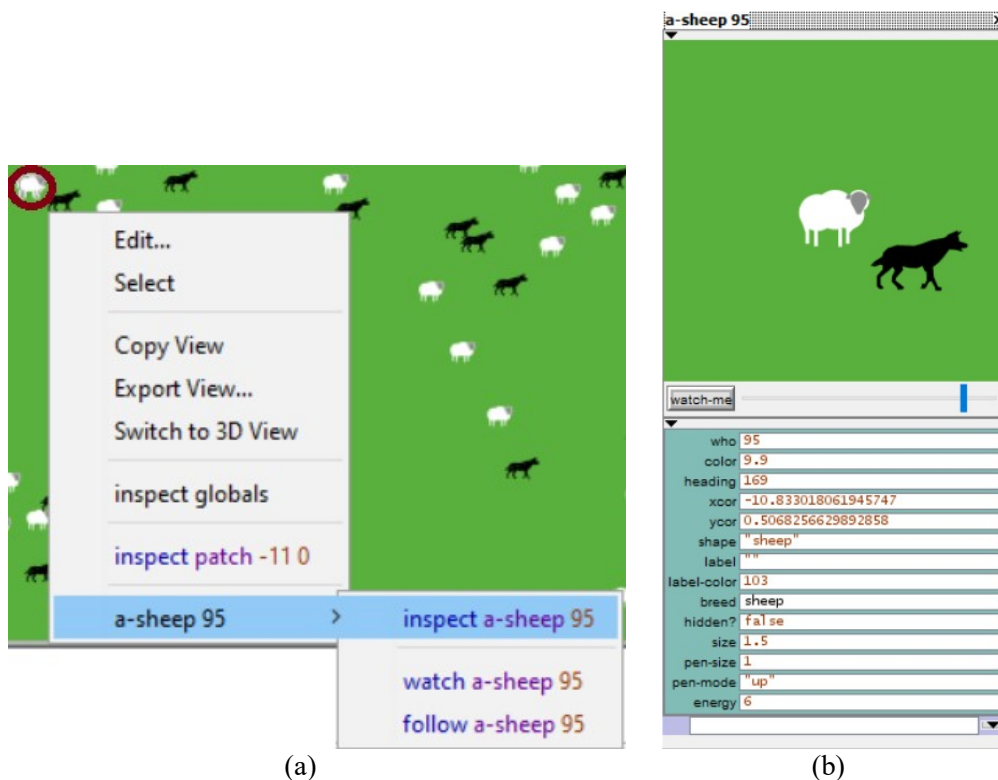 Edit...
Select
Copy View
Export View...
Switch to 3D View
inspect globals
inspect patch -11 0
a-sheep 95 >
inspect a-sheep 95
watch a-sheep 95
follow a-sheep 95
(a)
a-sheep 95
watch-me
who 95
color 9.9
heading 169
xcor -10.833018061945747
ycor 0.5068256629892858
shape "sheep"
label ""
label-color 103
breed sheep
hidden? false
size 1.5
pen-size 1
pen-mode "up"
energy 6
(b)